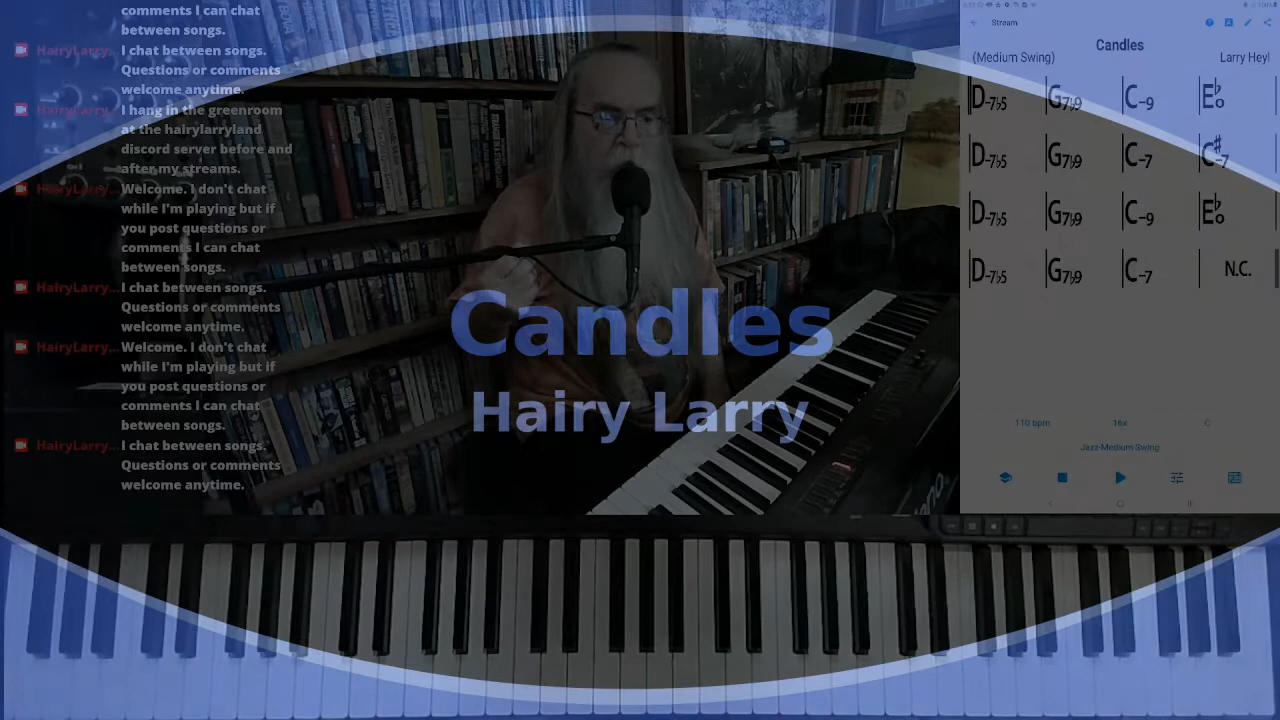 comments I can chat
between songs.
HairyLarry... I chat between songs.
Questions or comments
welcome anytime.
HairyLarry... I hang in the greenroom
at the hairylarryland
discord server before and
after my streams.
HairyLarry... Welcome. I don't chat
while I'm playing but if
you post questions or
comments I can chat
between songs.
HairyLarry... I chat between songs.
Questions or comments
welcome anytime.
HairyLarry... Welcome. I don't chat
while I'm playing but if
you post questions or
comments I can chat
between songs.
HairyLarry... I chat between songs.
Questions or comments
welcome anytime.
Candles
Hairy Larry
Stream
Candles
(Medium Swing) Larry Heyl
D-7♭5 G7♭9 C-9 E♭o
D-7♭5 G7♭9 C-7 C♯-7
D-7♭5 G7♭9 C-9 E♭o
D-7♭5 G7♭9 C-7 N.C.
110 bpm 16x C
Jazz-Medium Swing